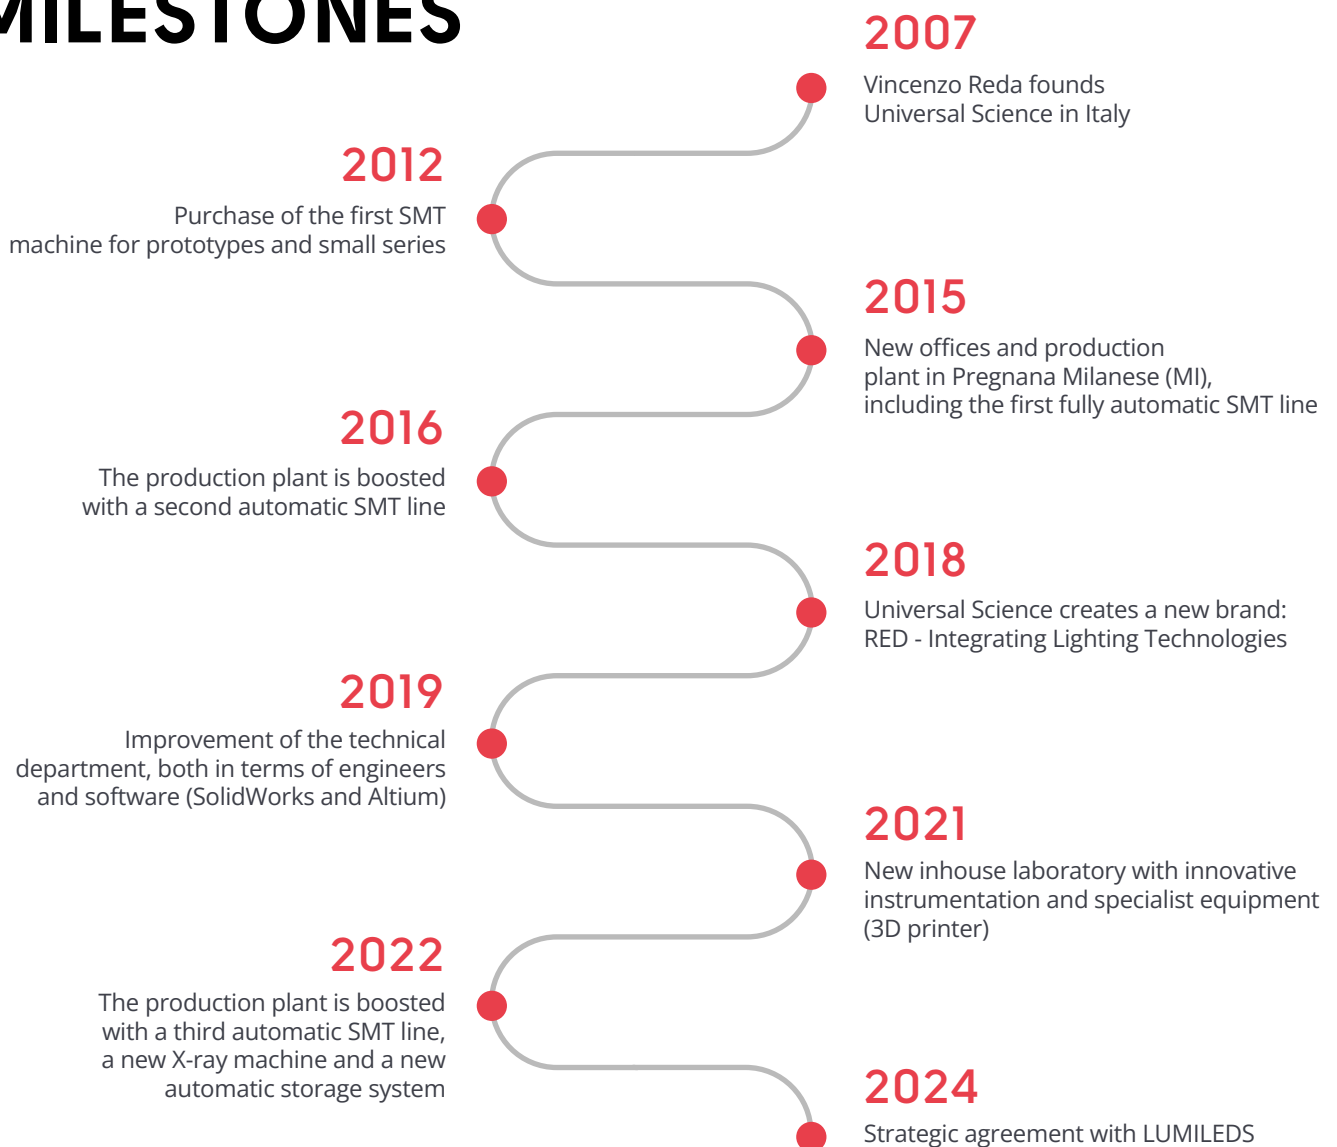 MILESTONES
2007
Vincenzo Reda founds
Universal Science in Italy
2012
Purchase of the first SMT
machine for prototypes and small series
2015
New offices and production
plant in Pregnana Milanese (MI),
including the first fully automatic SMT line
2016
The production plant is boosted
with a second automatic SMT line
2018
Universal Science creates a new brand:
RED - Integrating Lighting Technologies
2019
Improvement of the technical
department, both in terms of engineers
and software (SolidWorks and Altium)
2021
New inhouse laboratory with innovative
instrumentation and specialist equipment
(3D printer)
2022
The production plant is boosted
with a third automatic SMT line,
a new X-ray machine and a new
automatic storage system
2024
Strategic agreement with LUMILEDS